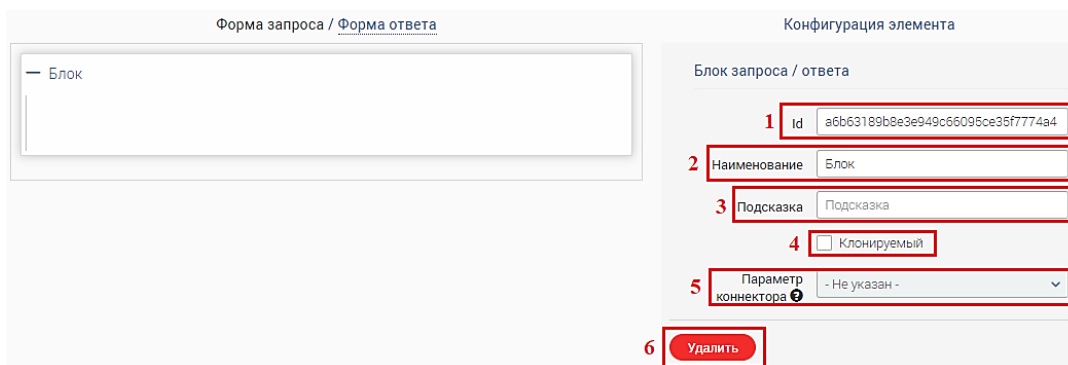 Форма запроса / Форма ответа
Конфигурация элемента
— Блок
Блок запроса / ответа
1 Id a6b63189b8e3e949c66095ce35f7774a4
2 Наименование Блок
3 Подсказка Подсказка
4 Клонируемый
5 Параметр коннектора ? - Не указан -
6 Удалить